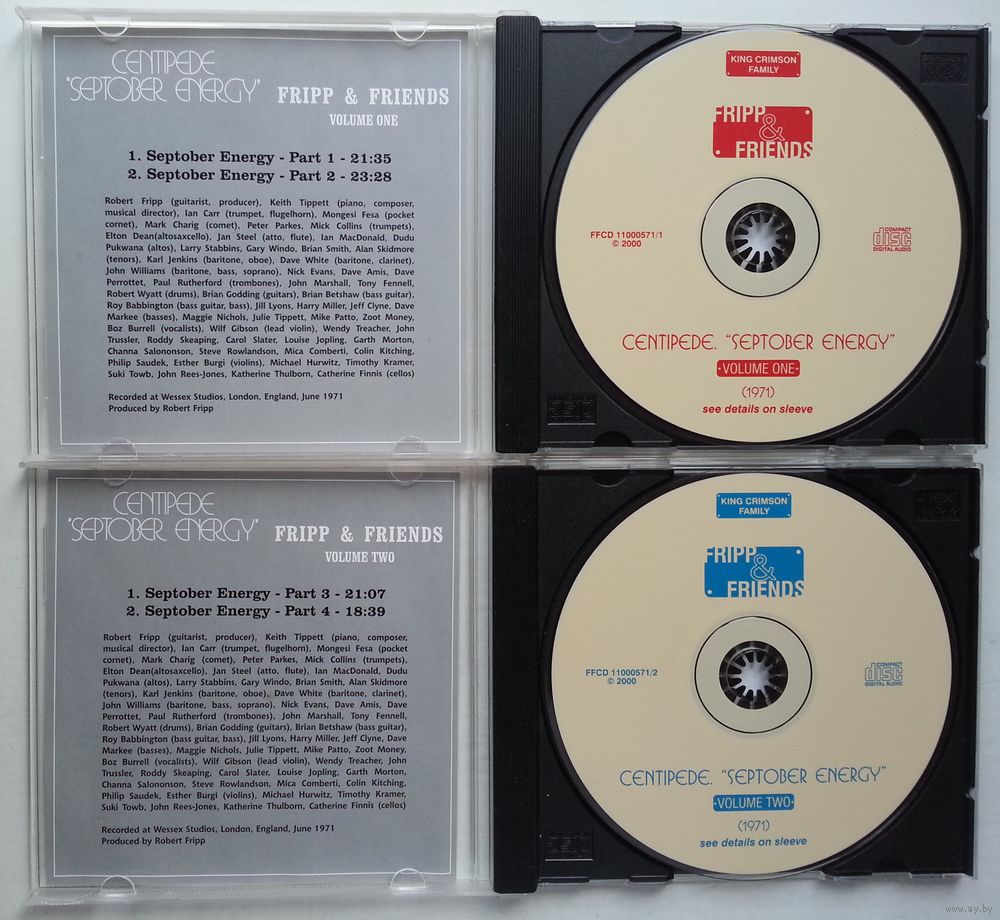 CENTIPEDE
"SEPTOBER ENERGY"
FRIPP & FRIENDS
VOLUME ONE
1. Septober Energy - Part 1 - 21:35
2. Septober Energy - Part 2 - 23:28
Robert Fripp (guitarist, producer), Keith Tippett (piano, composer,
musical director), Ian Carr (trumpet, flugelhorn), Mongesi Fesa (pocket
cornet), Mark Charig (comet), Peter Parkes, Mick Collins (trumpets),
Elton Dean(altosaxcello), Jan Steel (atto, flute), Ian MacDonald, Dudu
Pukwana (altos), Larry Stabbins, Gary Windo, Brian Smith, Alan Skidmore
(tenors), Karl Jenkins (baritone, oboe), Dave White (baritone, clarinet),
John Williams (baritone, bass, soprano), Nick Evans, Dave Amis, Dave
Perrottet, Paul Rutherford (trombones), John Marshall, Tony Fennell,
Robert Wyatt (drums), Brian Godding (guitars), Brian Betshaw (bass guitar),
Roy Babbington (bass guitar, bass), Jill Lyons, Harry Miller, Jeff Clyne, Dave
Markee (basses), Maggie Nichols, Julie Tippett, Mike Patto, Zoot Money,
Boz Burrell (vocalists), Wilf Gibson (lead violin), Wendy Treacher, John
Trussler, Roddy Skeaping, Carol Slater, Louise Jopling, Garth Morton,
Channa Salononson, Steve Rowlandson, Mica Comberti, Colin Kitching,
Philip Saudek, Esther Burgi (violins), Michael Hurwitz, Timothy Kramer,
Suki Towb, John Rees-Jones, Katherine Thulborn, Catherine Finnis (cellos)
Recorded at Wessex Studios, London, England, June 1971
Produced by Robert Fripp
KING CRIMSON
FAMILY
FRIPP
&
FRIENDS
FFCD 11000571/1
© 2000
COMPACT
disc
DIGITAL AUDIO
CENTIPEDE. "SEPTOBER ENERGY"
·VOLUME ONE·
(1971)
see details on sleeve
CENTIPEDE
"SEPTOBER ENERGY"
FRIPP & FRIENDS
VOLUME TWO
1. Septober Energy - Part 3 - 21:07
2. Septober Energy - Part 4 - 18:39
Robert Fripp (guitarist, producer), Keith Tippett (piano, composer,
musical director), Ian Carr (trumpet, flugelhorn), Mongesi Fesa (pocket
cornet), Mark Charig (comet), Peter Parkes, Mick Collins (trumpets),
Elton Dean(altosaxcello), Jan Steel (atto, flute), Ian MacDonald, Dudu
Pukwana (altos), Larry Stabbins, Gary Windo, Brian Smith, Alan Skidmore
(tenors), Karl Jenkins (baritone, oboe), Dave White (baritone, clarinet),
John Williams (baritone, bass, soprano), Nick Evans, Dave Amis, Dave
Perrottet, Paul Rutherford (trombones), John Marshall, Tony Fennell,
Robert Wyatt (drums), Brian Godding (guitars), Brian Betshaw (bass guitar),
Roy Babbington (bass guitar, bass), Jill Lyons, Harry Miller, Jeff Clyne, Dave
Markee (basses), Maggie Nichols, Julie Tippett, Mike Patto, Zoot Money,
Boz Burrell (vocalists), Wilf Gibson (lead violin), Wendy Treacher, John
Trussler, Roddy Skeaping, Carol Slater, Louise Jopling, Garth Morton,
Channa Salononson, Steve Rowlandson, Mica Comberti, Colin Kitching,
Philip Saudek, Esther Burgi (violins), Michael Hurwitz, Timothy Kramer,
Suki Towb, John Rees-Jones, Katherine Thulborn, Catherine Finnis (cellos)
Recorded at Wessex Studios, London, England, June 1971
Produced by Robert Fripp
KING CRIMSON
FAMILY
FRIPP
&
FRIENDS
FFCD 11000571/2
© 2000
COMPACT
disc
DIGITAL AUDIO
CENTIPEDE. "SEPTOBER ENERGY"
·VOLUME TWO·
(1971)
see details on sleeve
www.ay.by